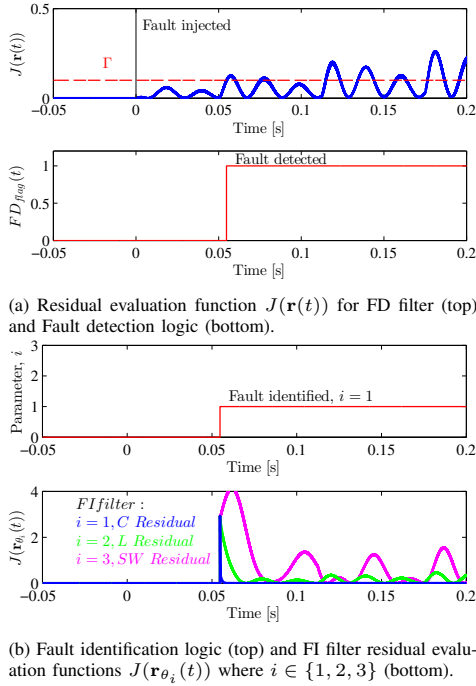 0.5
Fault injected
Γ
J(r(t))
0
−0.05 0 0.05 0.1 0.15 0.2
Time [s]
1
Fault detected
FD_flag(t)
0.5
0
−0.05 0 0.05 0.1 0.15 0.2
Time [s]
(a) Residual evaluation function J(r(t)) for FD filter (top)
and Fault detection logic (bottom).
3
Parameter, i
2
Fault identified, i = 1
1
0
−0.05 0 0.05 0.1 0.15 0.2
Time [s]
4
FIfilter :
i = 1, C Residual
J(r_θ_i(t))
2
i = 2, L Residual
i = 3, SW Residual
0
−0.05 0 0.05 0.1 0.15 0.2
Time [s]
(b) Fault identification logic (top) and FI filter residual evalu-
ation functions J(r_θ_i(t)) where i ∈ {1, 2, 3} (bottom).